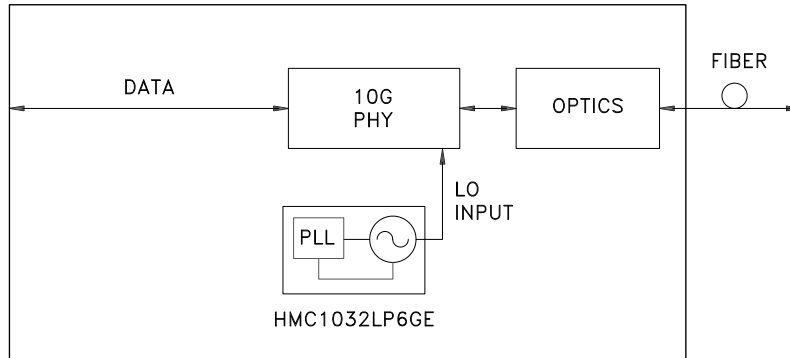 FIBER
DATA
10G
PHY
OPTICS
LO
INPUT
PLL
HMC1032LP6GE